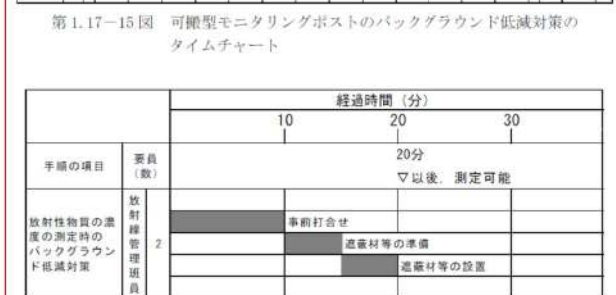 第1.17-15図 可搬型モニタリングポストのバックグラウンド低減対策の
タイムチャート
経過時間(分)
10 20 30
手順の項目
要員
(数)
20分
▽以後,測定可能
放射性物質の濃
度の測定時の
バックグラウン
ド低減対策
放射線管理班員
2
事前打合せ
遮蔽材等の準備
遮蔽材等の設置